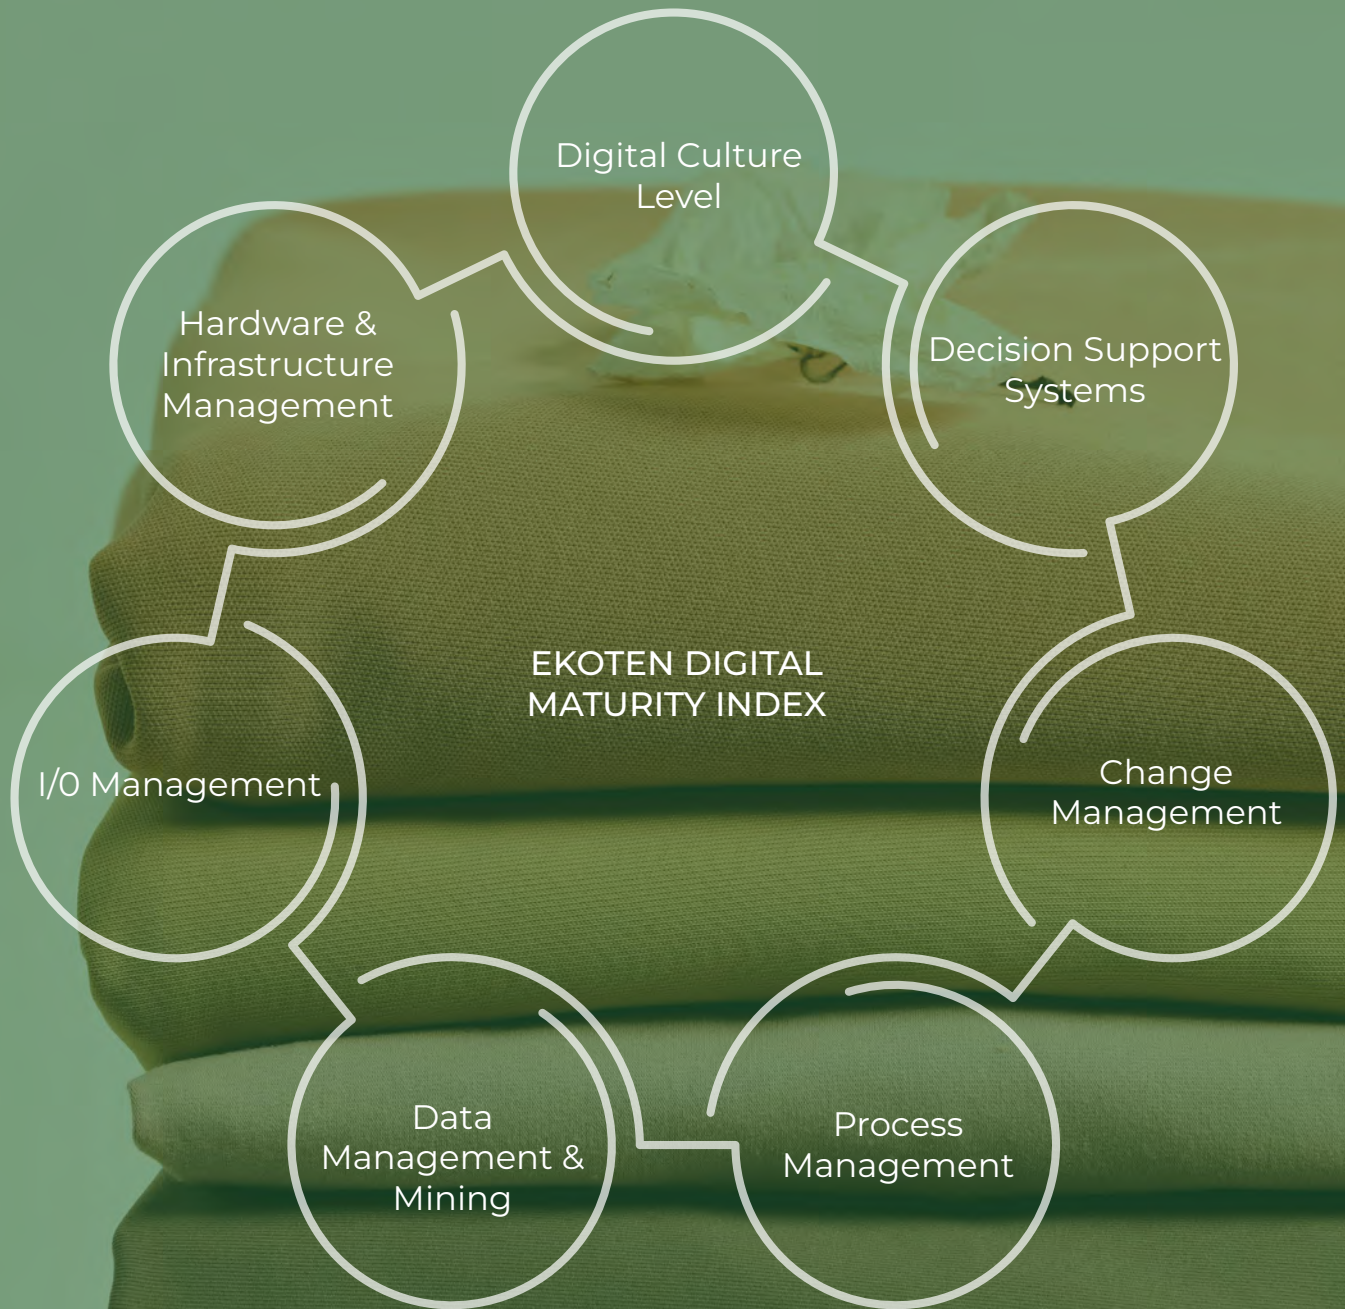 Digital Culture
Level
Decision Support
Systems
Hardware &
Infrastructure
Management
EKOTEN DIGITAL
MATURITY INDEX
I/0 Management
Change
Management
Data
Management &
Mining
Process
Management